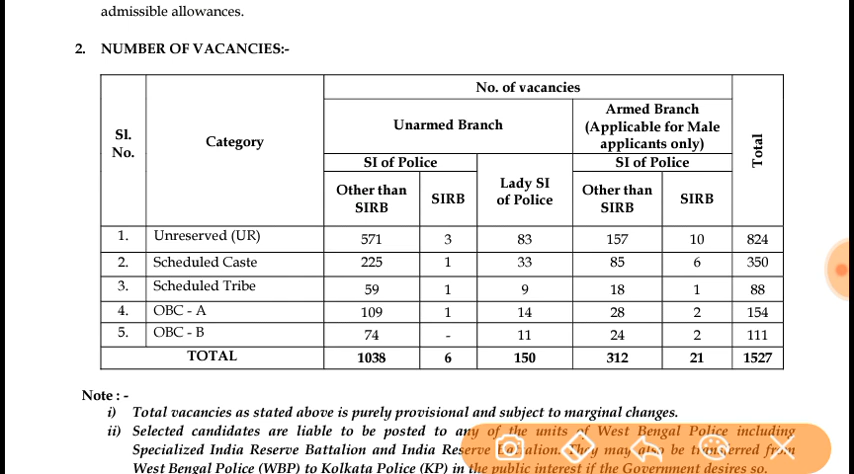 admissible allowances.
2. NUMBER OF VACANCIES:-
Sl. No. Category No. of vacancies Total
Unarmed Branch Armed Branch (Applicable for Male applicants only)
SI of Police Lady SI of Police SI of Police
Other than SIRB SIRB Other than SIRB SIRB
1. Unreserved (UR) 571 3 83 157 10 824
2. Scheduled Caste 225 1 33 85 6 350
3. Scheduled Tribe 59 1 9 18 1 88
4. OBC - A 109 1 14 28 2 154
5. OBC - B 74 - 11 24 2 111
TOTAL 1038 6 150 312 21 1527
Note : -
i) Total vacancies as stated above is purely provisional and subject to marginal changes.
ii) Selected candidates are liable to be posted to any of the units of West Bengal Police including
Specialized India Reserve Battalion and India Reserve Battalion. They may also be transferred from
West Bengal Police (WBP) to Kolkata Police (KP) in the public interest if the Government desires so.